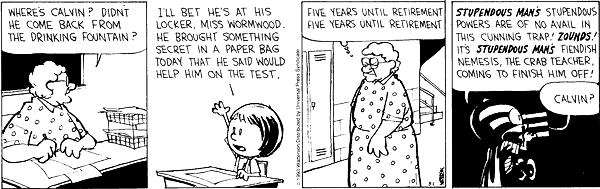 WHERE'S CALVIN? DIDN'T
HE COME BACK FROM
THE DRINKING FOUNTAIN?
I'LL BET HE'S AT HIS
LOCKER, MISS WORMWOOD.
HE BROUGHT SOMETHING
SECRET IN A PAPER BAG
TODAY THAT HE SAID WOULD
HELP HIM ON THE TEST.
FIVE YEARS UNTIL RETIREMENT
FIVE YEARS UNTIL RETIREMENT
STUPENDOUS MAN'S STUPENDOUS
POWERS ARE OF NO AVAIL IN
THIS CUNNING TRAP! ZOUNDS!
IT'S STUPENDOUS MAN'S FIENDISH
NEMESIS, THE CRAB TEACHER,
COMING TO FINISH HIM OFF!
CALVIN?
Watterson/Distributed by Universal Press Syndicate